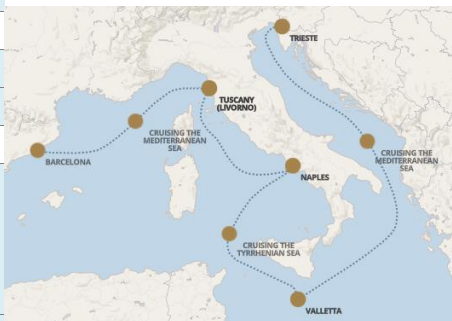 TRIESTE
TUSCANY
(LIVORNO)
CRUISING THE
MEDITERRANEAN
SEA
BARCELONA
CRUISING THE
MEDITERRANEAN
SEA
NAPLES
CRUISING THE
TYRRHENIAN SEA
VALLETTA